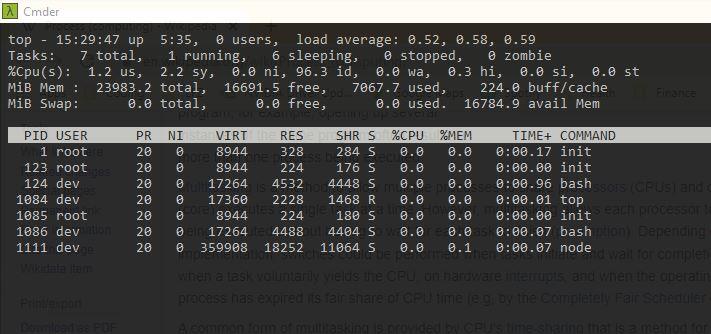 Cmder
top - 15:29:47 up  5:35,  0 users,  load average: 0.52, 0.58, 0.59
Tasks:   7 total,   1 running,   6 sleeping,   0 stopped,   0 zombie
%Cpu(s):  1.2 us,  2.2 sy,  0.0 ni, 96.3 id,  0.0 wa,  0.3 hi,  0.0 si,  0.0 st
MiB Mem :  23983.2 total,  16691.5 free,   7067.7 used,    224.0 buff/cache
MiB Swap:      0.0 total,      0.0 free,      0.0 used.  16784.9 avail Mem
PID USER      PR  NI    VIRT    RES    SHR S  %CPU  %MEM     TIME+ COMMAND
1 root      20   0    8944    328    284 S   0.0   0.0   0:00.17 init
123 root      20   0    8944    224    176 S   0.0   0.0   0:00.00 init
124 dev       20   0   17264   4532   4448 S   0.0   0.0   0:00.06 bash
1084 dev       20   0   17360   2228   1468 R   0.0   0.0   0:00.01 top
1085 root      20   0    8944    224    180 S   0.0   0.0   0:00.00 init
1086 dev       20   0   17264   4488   4404 S   0.0   0.0   0:00.07 bash
1111 dev       20   0  359908  18252  11064 S   0.0   0.1   0:00.07 node
Wikidata item
implementation, switches could be performed when tasks initiate and wait for
when a task voluntarily yields the CPU, on hardware interrupts, and when the operating
Print/export
process has expired its fair share of CPU time (e.g, by the Completely Fair Scheduler
Download as PDF
A common form of multitasking is provided by CPU's time-sharing that is a method for